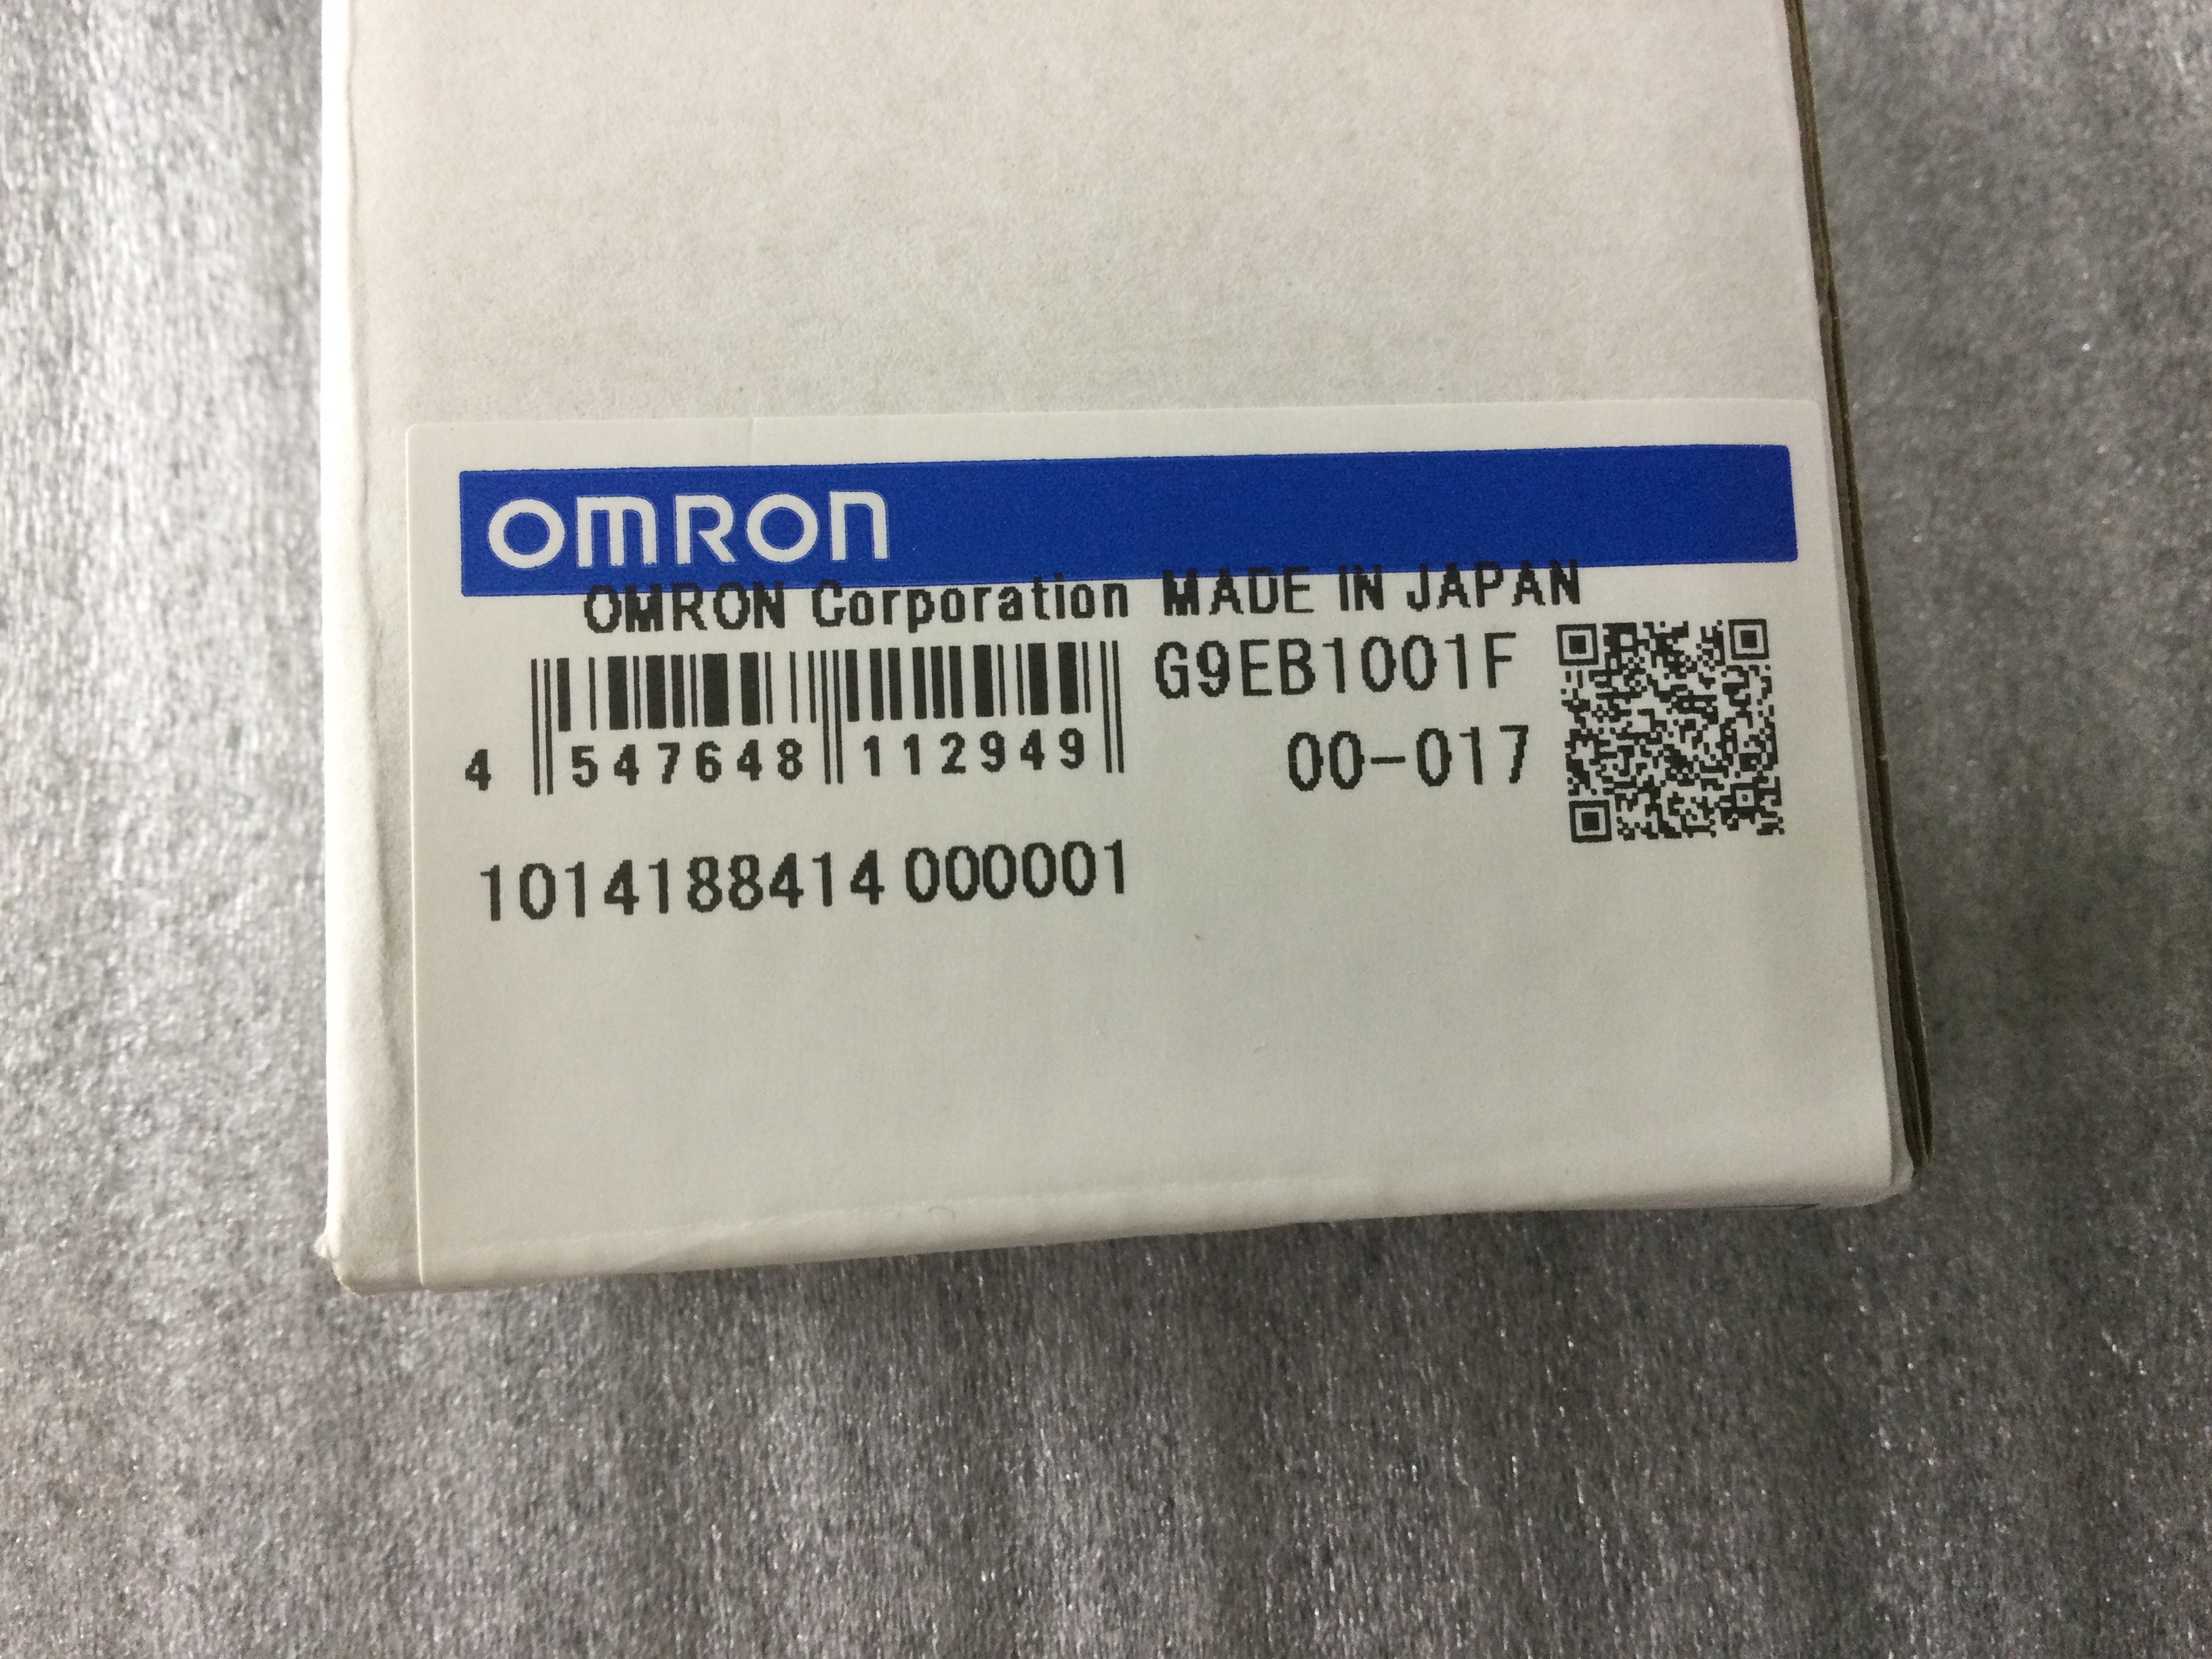 OMRON
OMRON Corporation MADE IN JAPAN
G9EB1001F
4 547648 112949
00-017
1014188414 000001